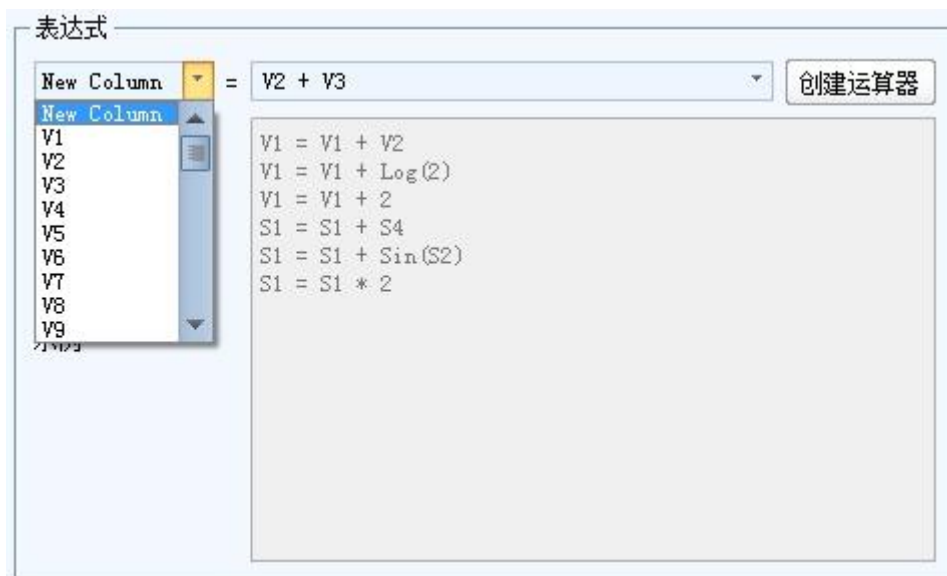 表达式
New Column = V2 + V3 创建运算器
New Column
V1
V2
V3
V4
V5
V6
V7
V8
V9
V1 = V1 + V2
V1 = V1 + Log(2)
V1 = V1 + 2
S1 = S1 + S4
S1 = S1 + Sin(S2)
S1 = S1 * 2